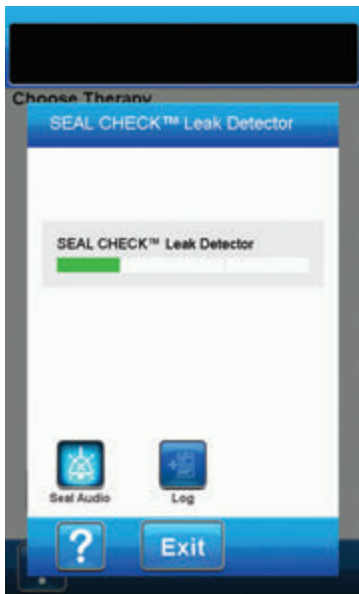 Choose Therapy
SEAL CHECK™ Leak Detector
SEAL CHECK™ Leak Detector
Seal Audio
Log
?
Exit